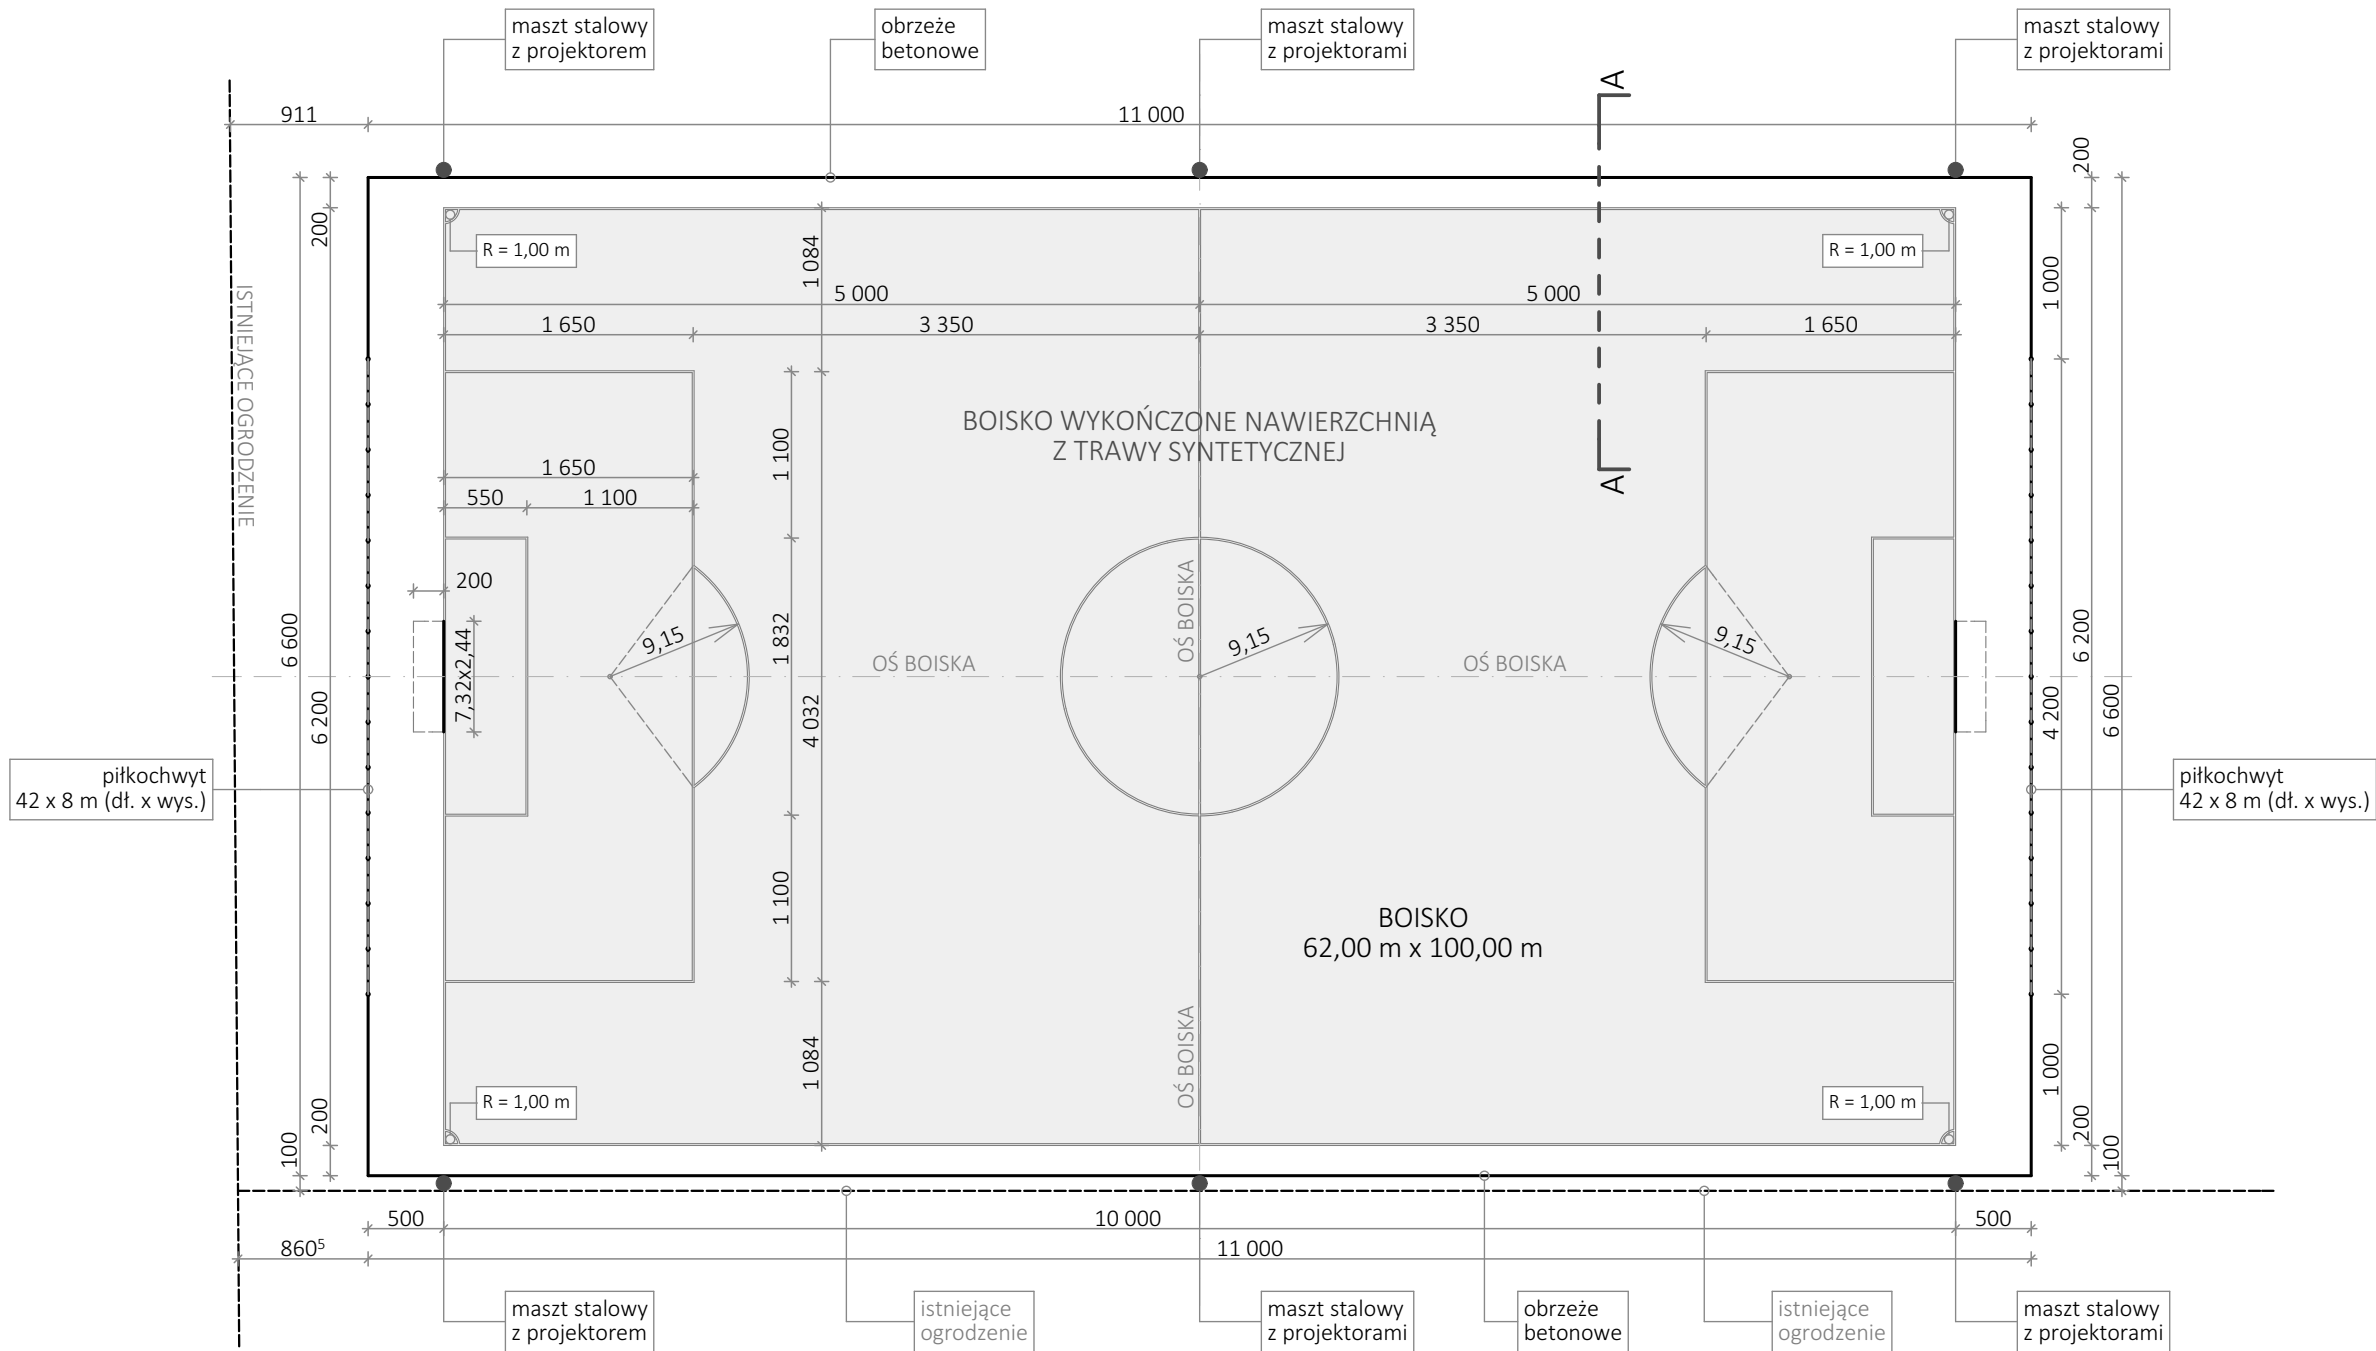 maszt stalowy
z projektorem
obrzeże
betonowe
maszt stalowy
z projektorami
maszt stalowy
z projektorami
A
911
11 000
200
200
R = 1,00 m
1 084
R = 1,00 m
1 000
5 000
5 000
1 650
3 350
3 350
1 650
ISTNIEJĄCE OGRODZENIE
BOISKO WYKOŃCZONE NAWIERZCHNIĄ
Z TRAWY SYNTETYCZNEJ
1 100
1 650
550
1 100
A
200
OŚ BOISKA
6 600
7,32x2,44
9,15
1 832
OŚ BOISKA
9,15
OŚ BOISKA
9,15
6 200
6 200
4 032
4 200
6 600
piłkochwyt
42 x 8 m (dł. x wys.)
piłkochwyt
42 x 8 m (dł. x wys.)
1 100
BOISKO
62,00 m x 100,00 m
1 084
OŚ BOISKA
1 000
R = 1,00 m
R = 1,00 m
200
100
200
100
500
10 000
500
860⁵
11 000
maszt stalowy
z projektorem
istniejące
ogrodzenie
maszt stalowy
z projektorami
obrzeże
betonowe
istniejące
ogrodzenie
maszt stalowy
z projektorami